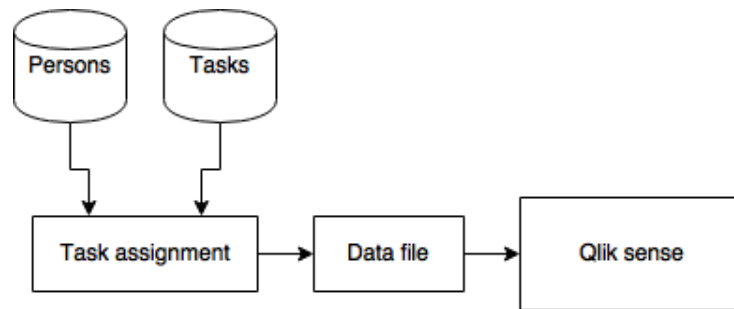 Persons
Tasks
Task assignment
Data file
Qlik sense